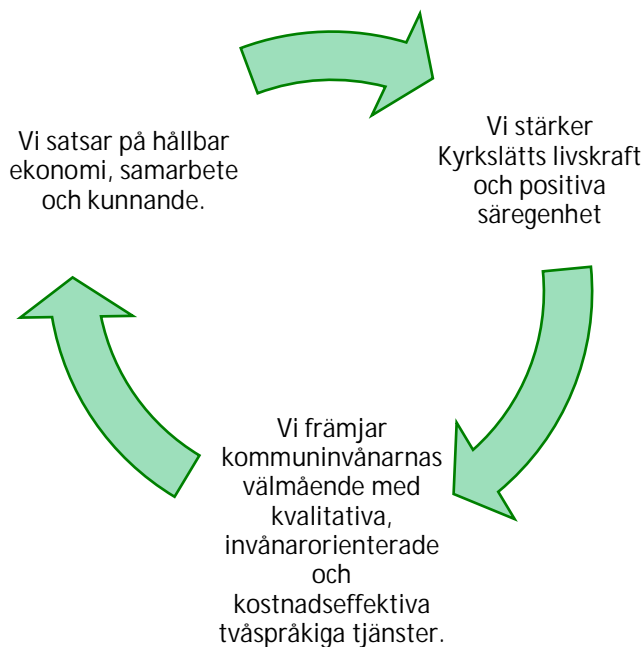 Vi satsar på hållbar
ekonomi, samarbete
och kunnande.
Vi stärker
Kyrkslätts livskraft
och positiva
säregenhet
Vi främjar
kommuninvånarnas
välmående med
kvalitativa,
invånarorienterade
och
kostnadseffektiva
tvåspråkiga tjänster.